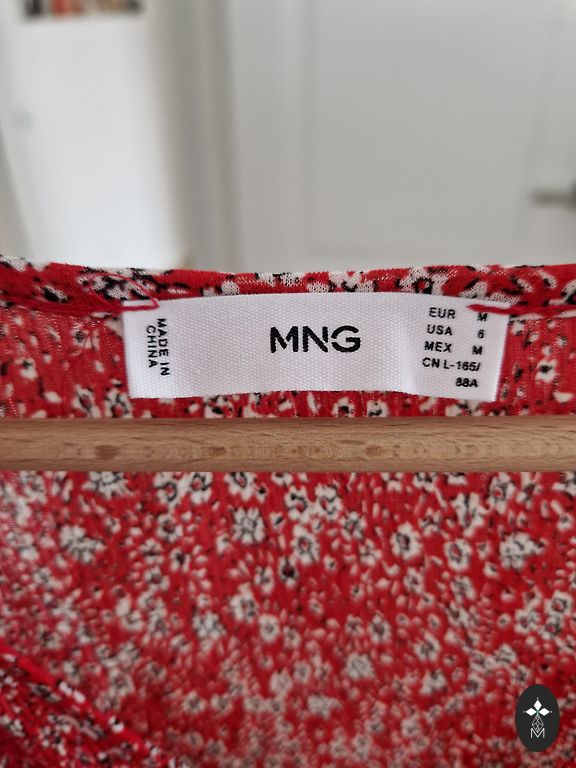 MADE IN
CHINA
MNG
EUR M
USA 6
MEX M
CN L-165/
88A
M